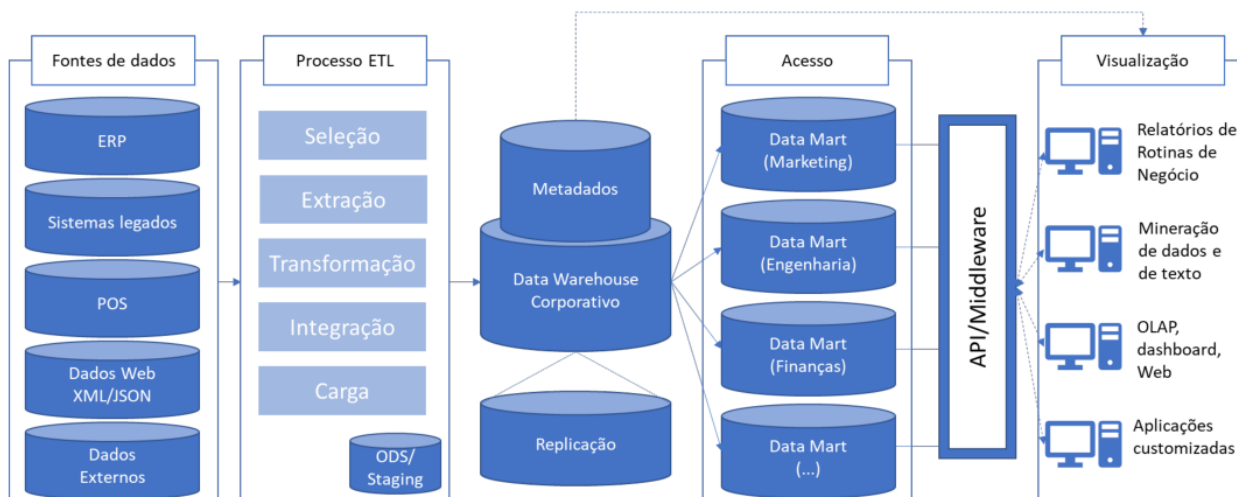 Fontes de dados
ERP
Sistemas legados
POS
Dados Web
XML/JSON
Dados
Externos
Processo ETL
Seleção
Extração
Transformação
Integração
Carga
ODS/
Staging
Metadados
Data Warehouse
Corporativo
Replicação
Acesso
Data Mart
(Marketing)
Data Mart
(Engenharia)
Data Mart
(Finanças)
Data Mart
(...)
API/Middleware
Visualização
Relatórios de
Rotinas de
Negócio
Mineração
de dados e
de texto
OLAP,
dashboard,
Web
Aplicações
customizadas